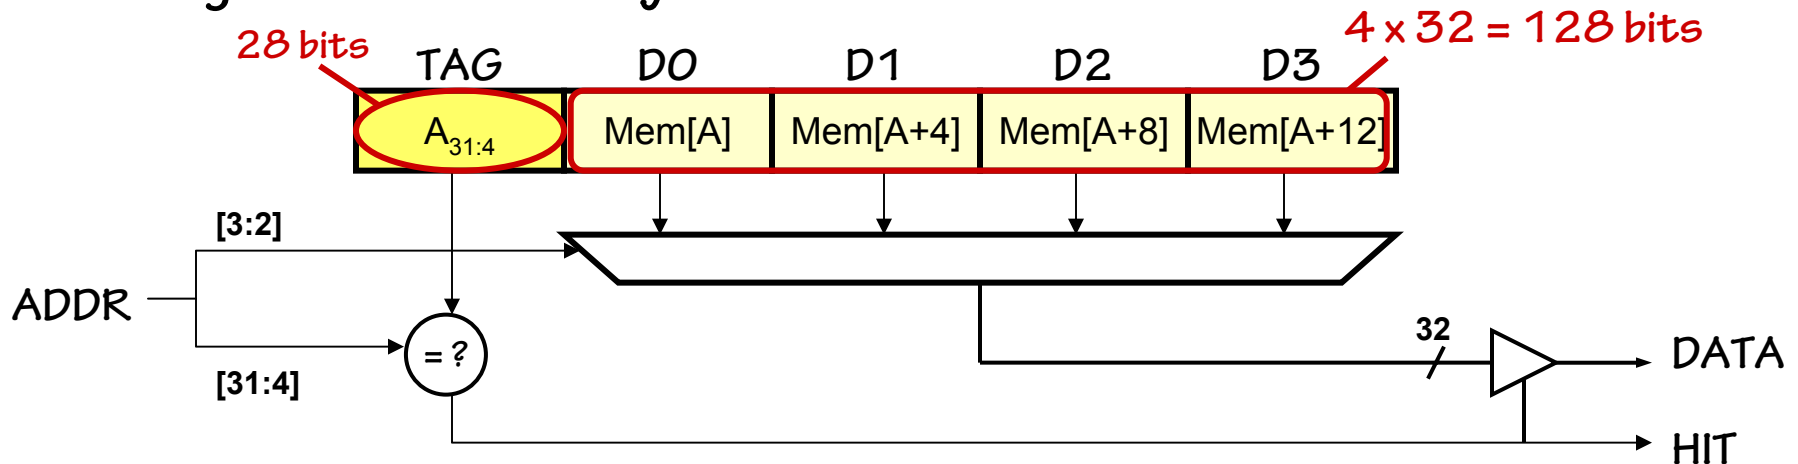 28 bits
4 x 32 = 128 bits
TAG D0 D1 D2 D3
A31:4 Mem[A] Mem[A+4] Mem[A+8] Mem[A+12]
[3:2]
ADDR
= ?
[31:4]
32
DATA
HIT